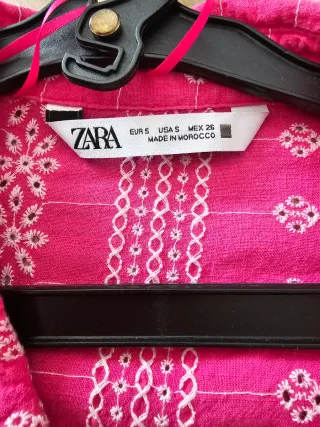 ZARA
EUR S USA S MEX 26
MADE IN MOROCCO